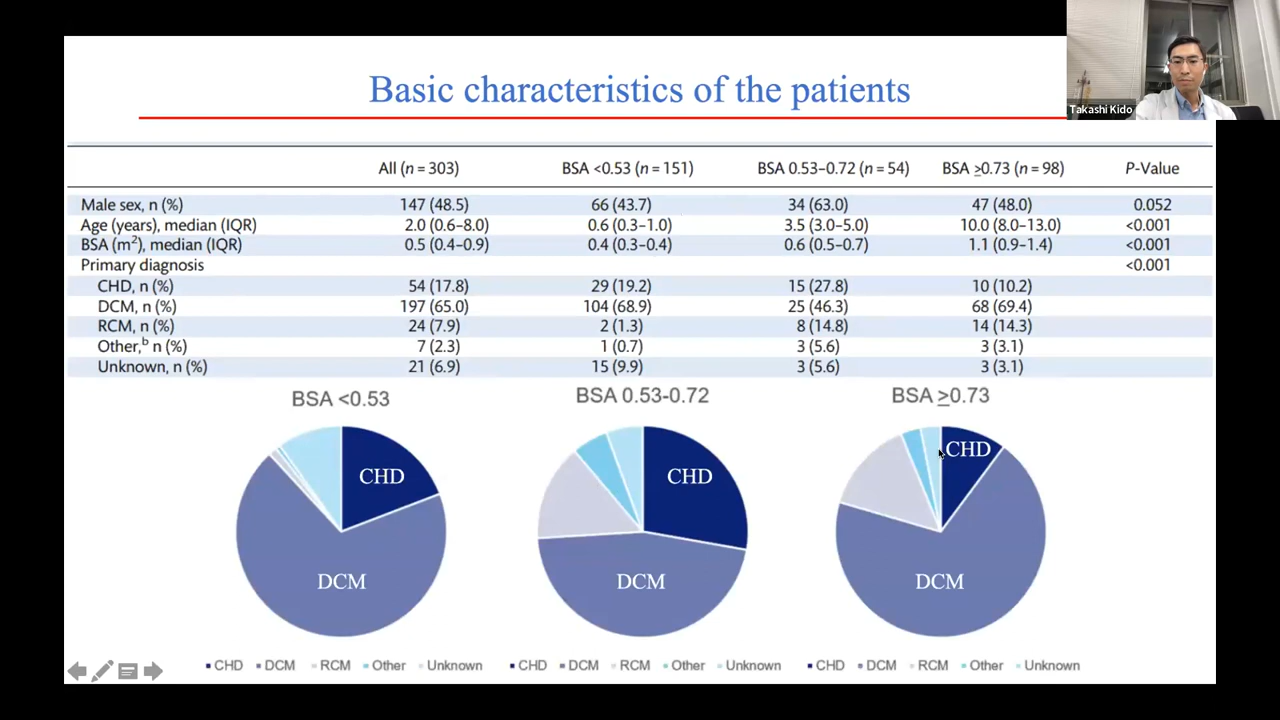 Basic characteristics of the patients
Takashi Kido
All (n = 303) BSA <0.53 (n = 151) BSA 0.53–0.72 (n = 54) BSA ≥0.73 (n = 98) P-Value
Male sex, n (%) 147 (48.5) 66 (43.7) 34 (63.0) 47 (48.0) 0.052
Age (years), median (IQR) 2.0 (0.6–8.0) 0.6 (0.3–1.0) 3.5 (3.0–5.0) 10.0 (8.0–13.0) <0.001
BSA (m²), median (IQR) 0.5 (0.4–0.9) 0.4 (0.3–0.4) 0.6 (0.5–0.7) 1.1 (0.9–1.4) <0.001
Primary diagnosis <0.001
CHD, n (%) 54 (17.8) 29 (19.2) 15 (27.8) 10 (10.2)
DCM, n (%) 197 (65.0) 104 (68.9) 25 (46.3) 68 (69.4)
RCM, n (%) 24 (7.9) 2 (1.3) 8 (14.8) 14 (14.3)
Other,ᵇ n (%) 7 (2.3) 1 (0.7) 3 (5.6) 3 (3.1)
Unknown, n (%) 21 (6.9) 15 (9.9) 3 (5.6) 3 (3.1)
BSA <0.53 BSA 0.53-0.72 BSA ≥0.73
CHD CHD CHD
DCM DCM DCM
CHD DCM RCM Other Unknown CHD DCM RCM Other Unknown CHD DCM RCM Other Unknown